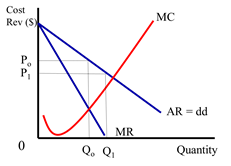 Cost
Rev ($)
MC
Pₒ
P₁
AR = dd
0
MR
Qₒ
Q₁
Quantity